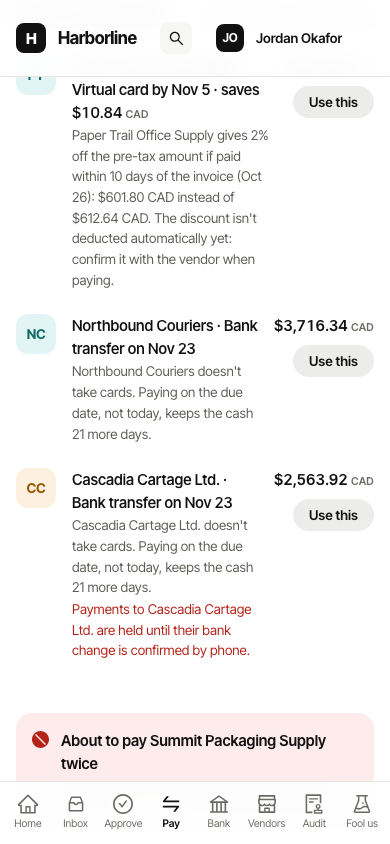 H
Harborline
JO
Jordan Okafor
Virtual card by Nov 5 · saves
$10.84 CAD
Use this
Paper Trail Office Supply gives 2%
off the pre-tax amount if paid
within 10 days of the invoice (Oct
26): $601.80 CAD instead of
$612.64 CAD. The discount isn't
deducted automatically yet:
confirm it with the vendor when
paying.
NC
Northbound Couriers · Bank
transfer on Nov 23
$3,716.34 CAD
Use this
Northbound Couriers doesn't
take cards. Paying on the due
date, not today, keeps the cash
21 more days.
CC
Cascadia Cartage Ltd. ·
Bank transfer on Nov 23
$2,563.92 CAD
Use this
Cascadia Cartage Ltd. doesn't
take cards. Paying on the due
date, not today, keeps the cash
21 more days.
Payments to Cascadia Cartage
Ltd. are held until their bank
change is confirmed by phone.
About to pay Summit Packaging Supply
twice
Home
Inbox
Approve
Pay
Bank
Vendors
Audit
Fool us